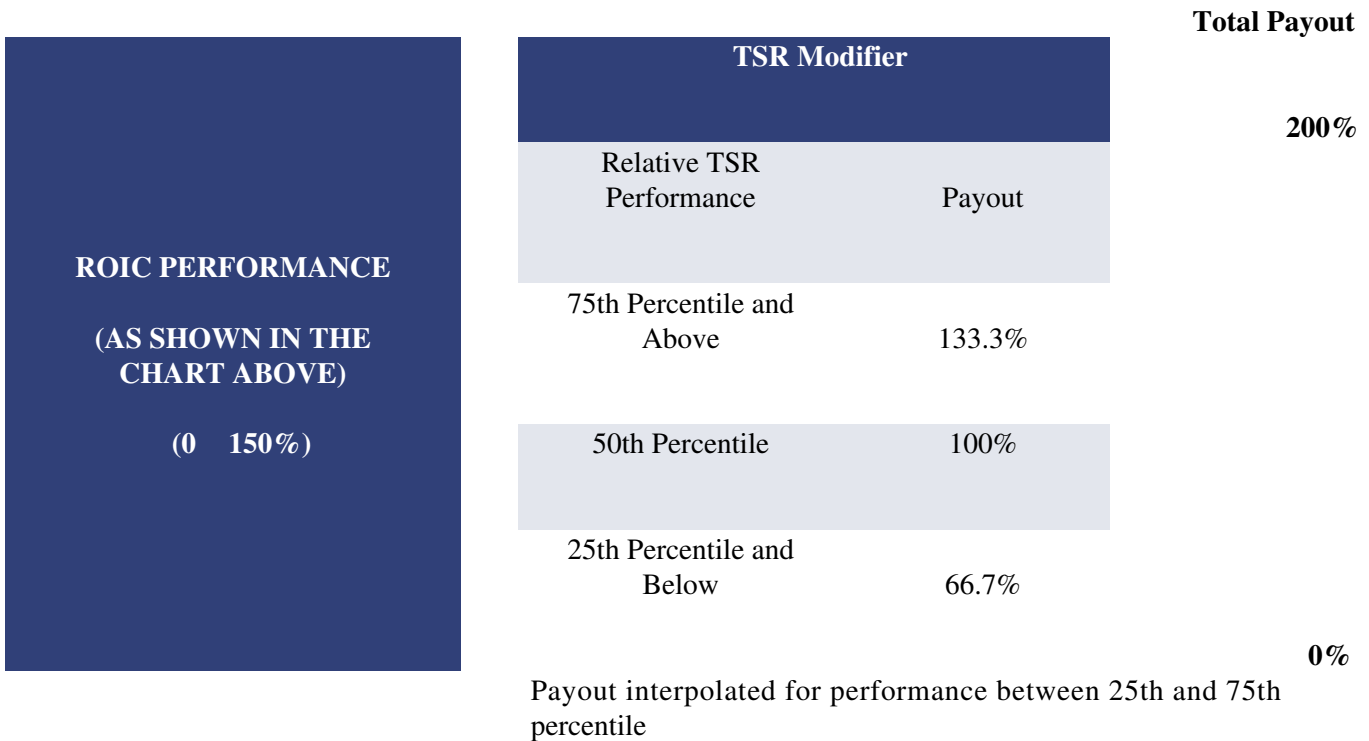 Total Payout
TSR Modifier
200%
Relative TSR
Performance
Payout
ROIC PERFORMANCE
(AS SHOWN IN THE
CHART ABOVE)
(0 150%)
75th Percentile and
Above
133.3%
50th Percentile
100%
25th Percentile and
Below
66.7%
0%
Payout interpolated for performance between 25th and 75th
percentile